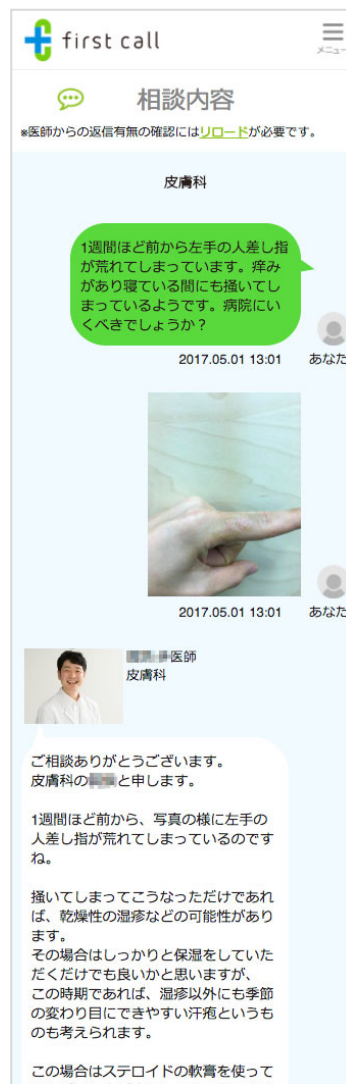 first call
メニュー
相談内容
※医師からの返信有無の確認にはリロードが必要です。
皮膚科
1週間ほど前から左手の人差し指
が荒れてしまっています。痒み
があり寝ている間にも掻いてし
まっているようです。病院にい
くべきでしょうか？
2017.05.01 13:01
あなた
2017.05.01 13:01
あなた
医師
皮膚科
ご相談ありがとうございます。
皮膚科の
と申します。
1週間ほど前から、写真の様に左手の
人差し指が荒れてしまっているのです
ね。
掻いてしまってこうなっただけであれ
ば、乾燥性の湿疹などの可能性があり
ます。
その場合はしっかりと保湿をしていた
だくだけでも良いかと思いますが、
この時期であれば、湿疹以外にも季節
の変わり目にできやすい汗疱というも
のも考えられます。
この場合はステロイドの軟膏を使って